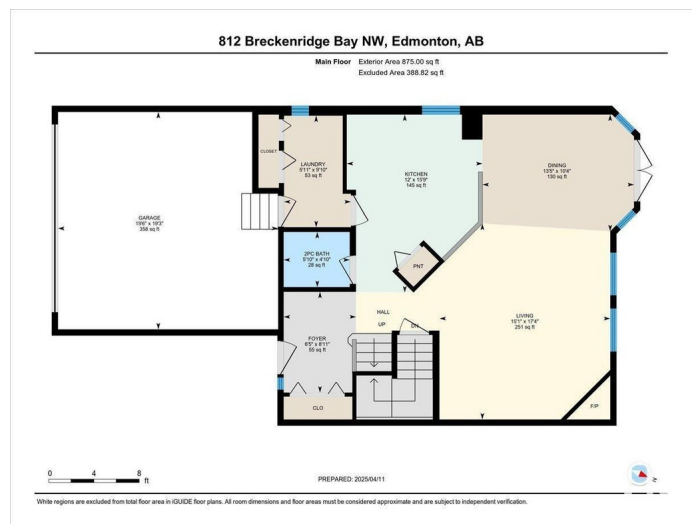 812 Breckenridge Bay NW, Edmonton, AB
Main Floor Exterior Area 875.00 sq ft
Excluded Area 388.82 sq ft
CLOSET
LAUNDRY
5'11" x 9'10"
53 sq ft
KITCHEN
12' x 15'9"
145 sq ft
DINING
13'5" x 10'4"
130 sq ft
GARAGE
19'6" x 19'3"
358 sq ft
2PC BATH
5'10" x 4'10"
28 sq ft
PNT
FOYER
6'5" x 8'11"
55 sq ft
HALL
UP
DN
LIVING
15'1" x 17'4"
251 sq ft
CLO
F/P
0 4 8
ft
PREPARED: 2025/04/11
N
White regions are excluded from total floor area in iGUIDE floor plans. All room dimensions and floor areas must be considered approximate and are subject to independent verification.